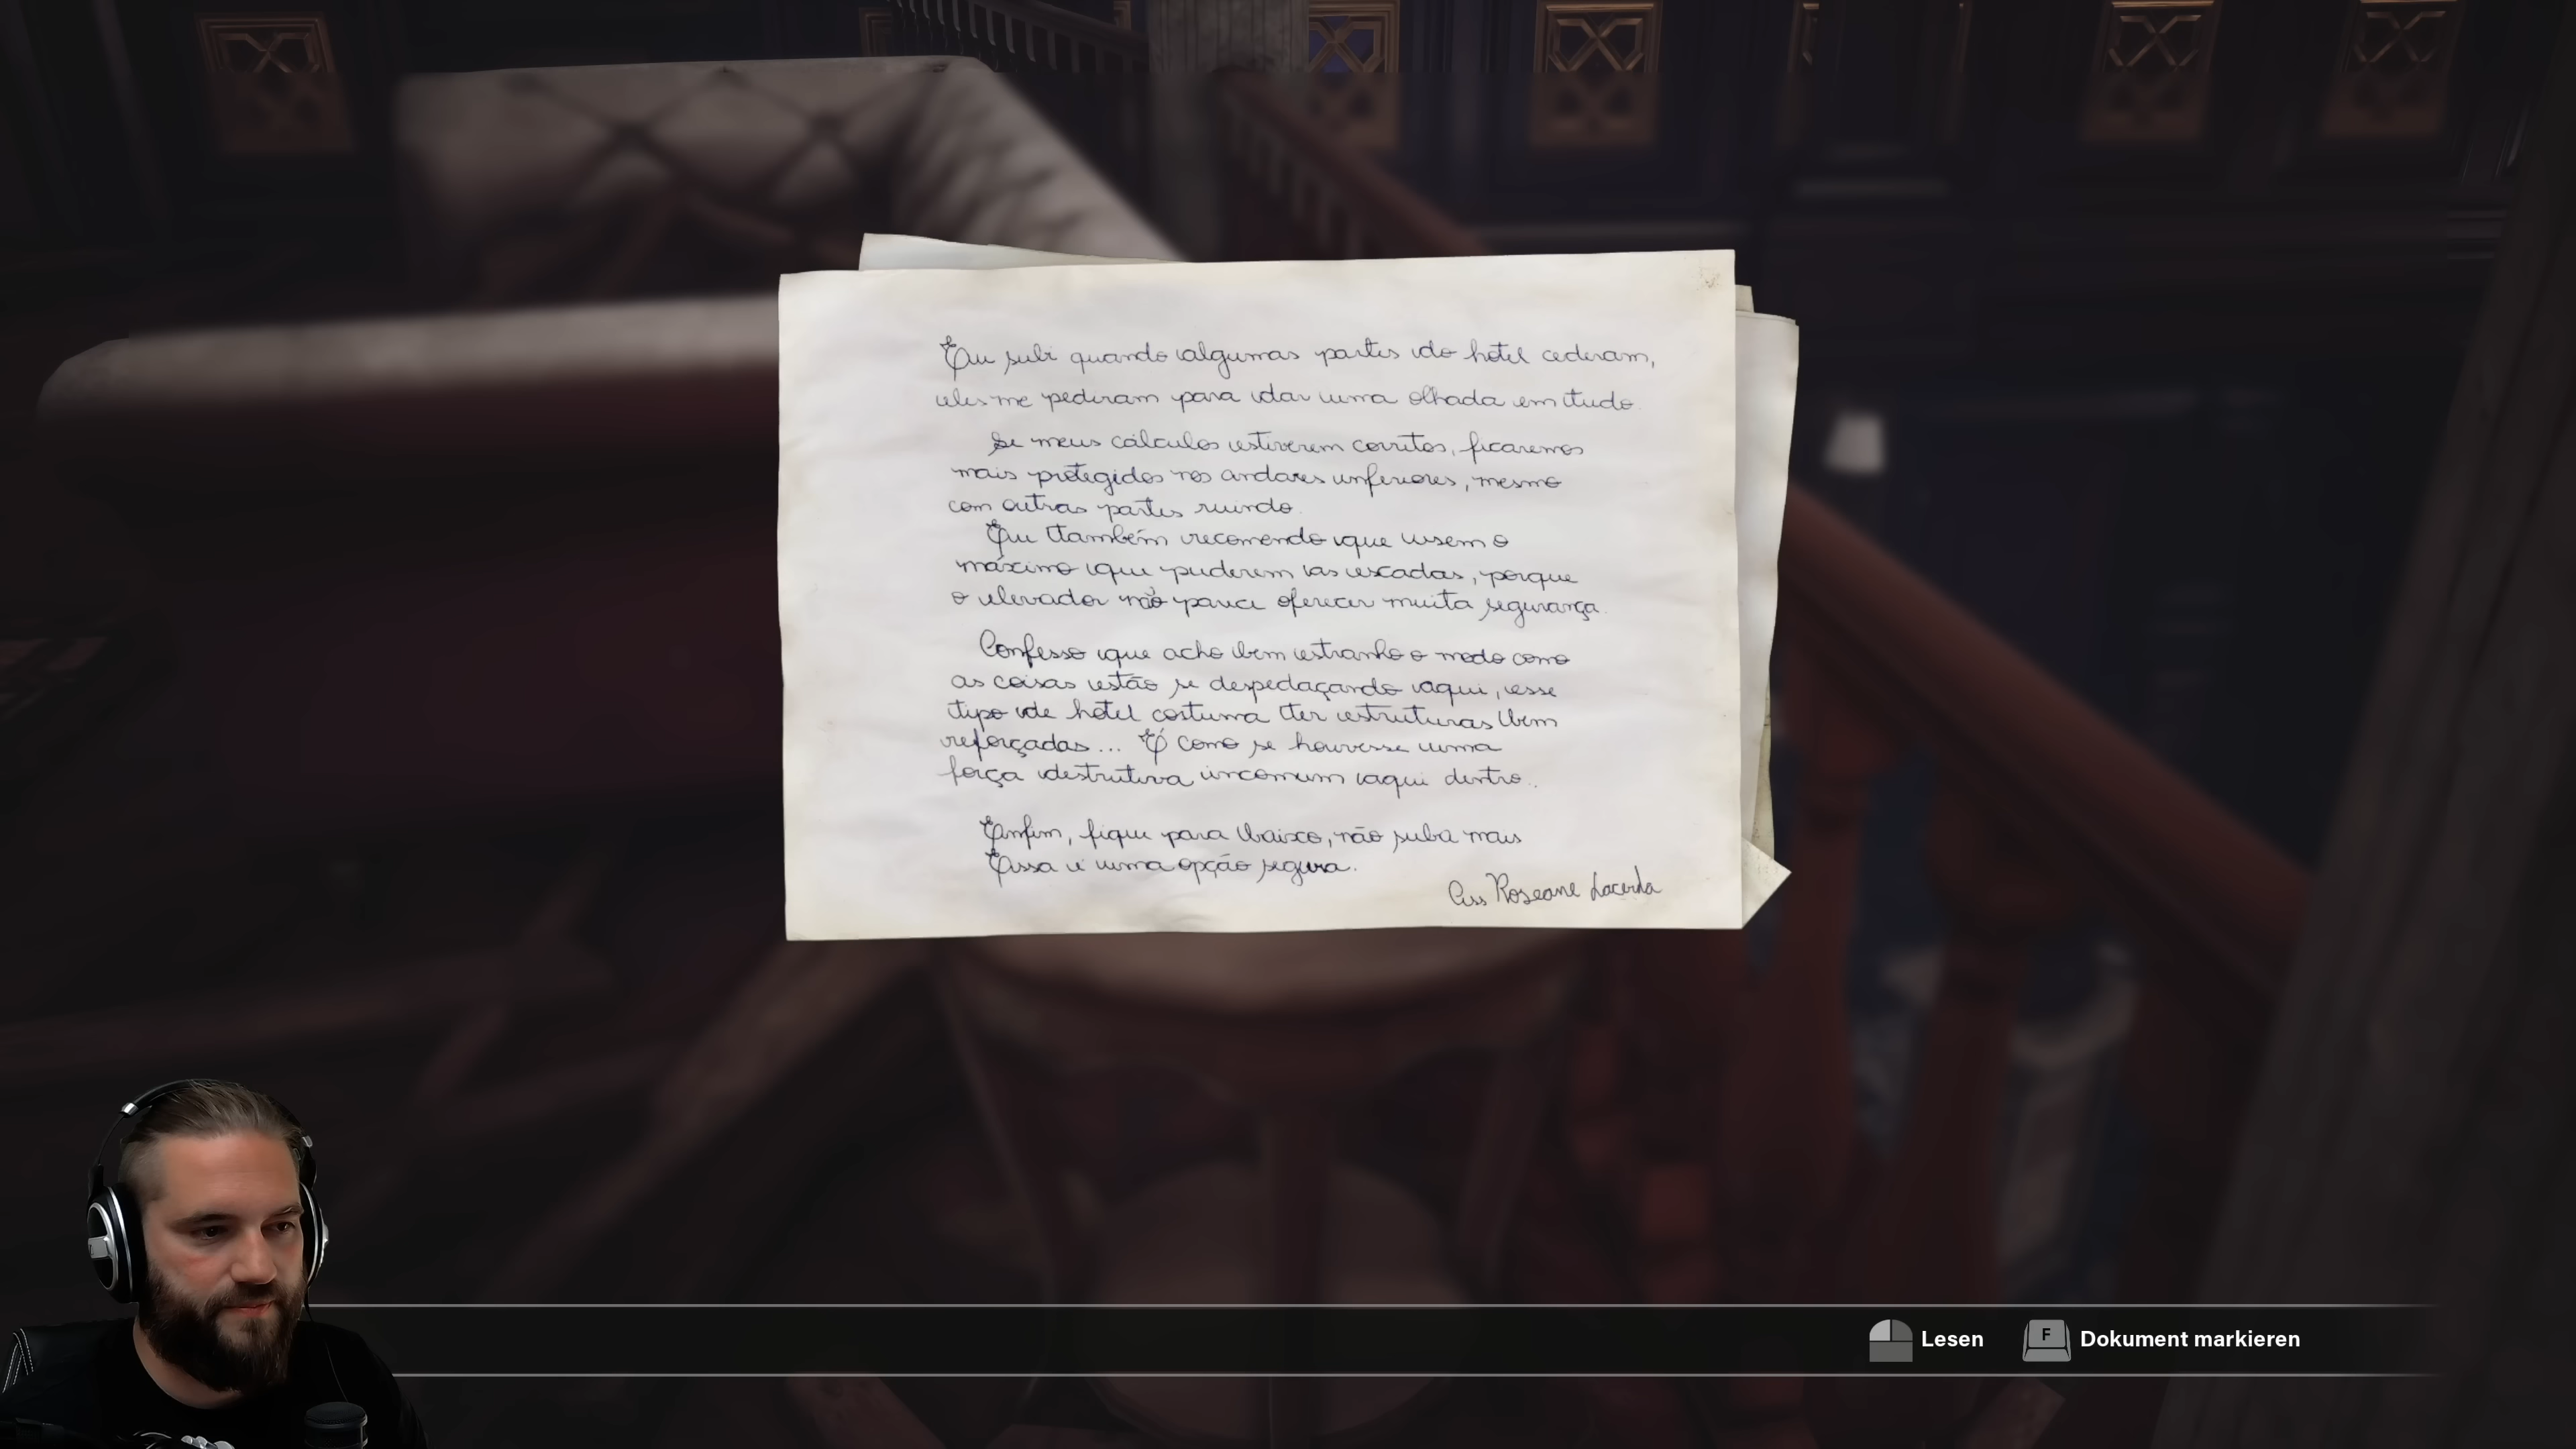 Eu subi quando algumas partes do hotel cederam,
eles me pediram para dar uma olhada em tudo.
Se meus cálculos estiverem corretos, ficaremos
mais protegidos nos andares inferiores, mesmo
com outras partes ruindo.
Eu também recomendo que usem o
máximo que puderem as escadas, porque
o elevador não parece oferecer muita segurança.
Confesso que acho bem estranho o modo como
as coisas estão se despedaçando aqui, esse
tipo de hotel costuma ter estruturas bem
reforçadas... É como se houvesse uma
força destrutiva incomum aqui dentro..
Enfim, fique para baixo, não suba mais
Essa é uma opção segura.
Ass Roseane Lacerda
Lesen
F
Dokument markieren